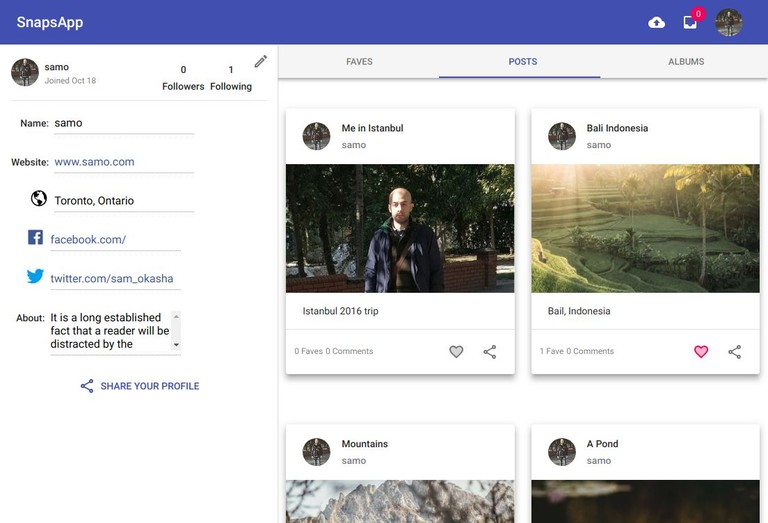 SnapsApp
0
samo
Joined Oct 18
0
Followers
1
Following
Name: samo
Website: www.samo.com
Toronto, Ontario
facebook.com/
twitter.com/sam_okasha
About: It is a long established
fact that a reader will be
distracted by the
SHARE YOUR PROFILE
FAVES
POSTS
ALBUMS
Me in Istanbul
samo
Istanbul 2016 trip
0 Faves 0 Comments
Bali Indonesia
samo
Bail, Indonesia
1 Fave 0 Comments
Mountains
samo
A Pond
samo